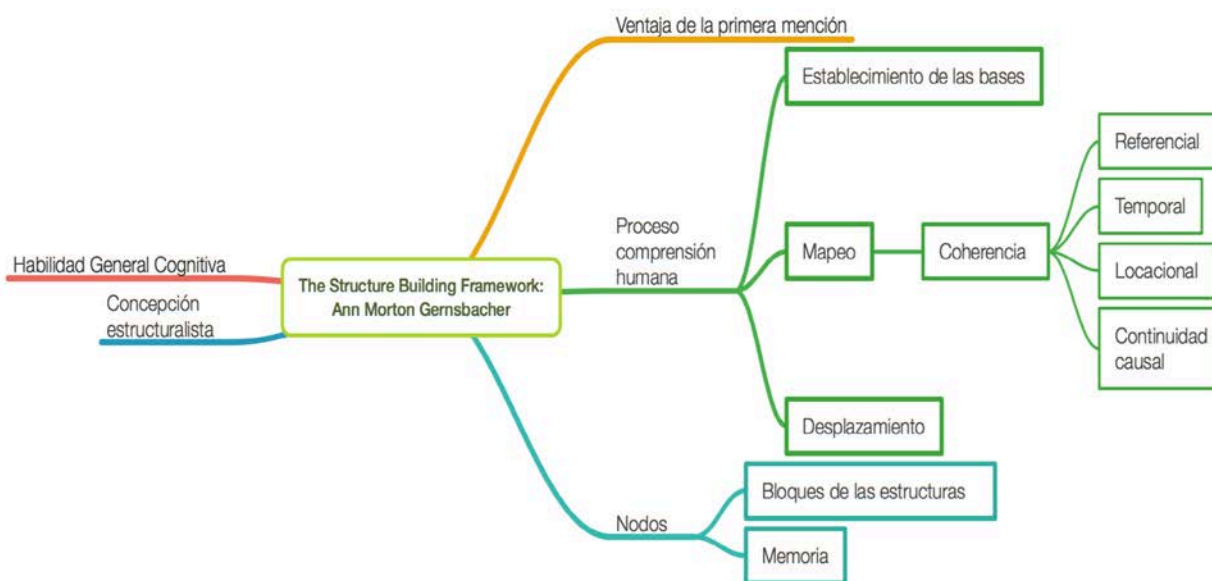 Ventaja de la primera mención
Establecimiento de las bases
Referencial
Temporal
Proceso
comprensión
humana
Mapeo
Coherencia
Locacional
Habilidad General Cognitiva
The Structure Building Framework:
Ann Morton Gernsbacher
Concepción
estructuralista
Continuidad
causal
Desplazamiento
Bloques de las estructuras
Nodos
Memoria